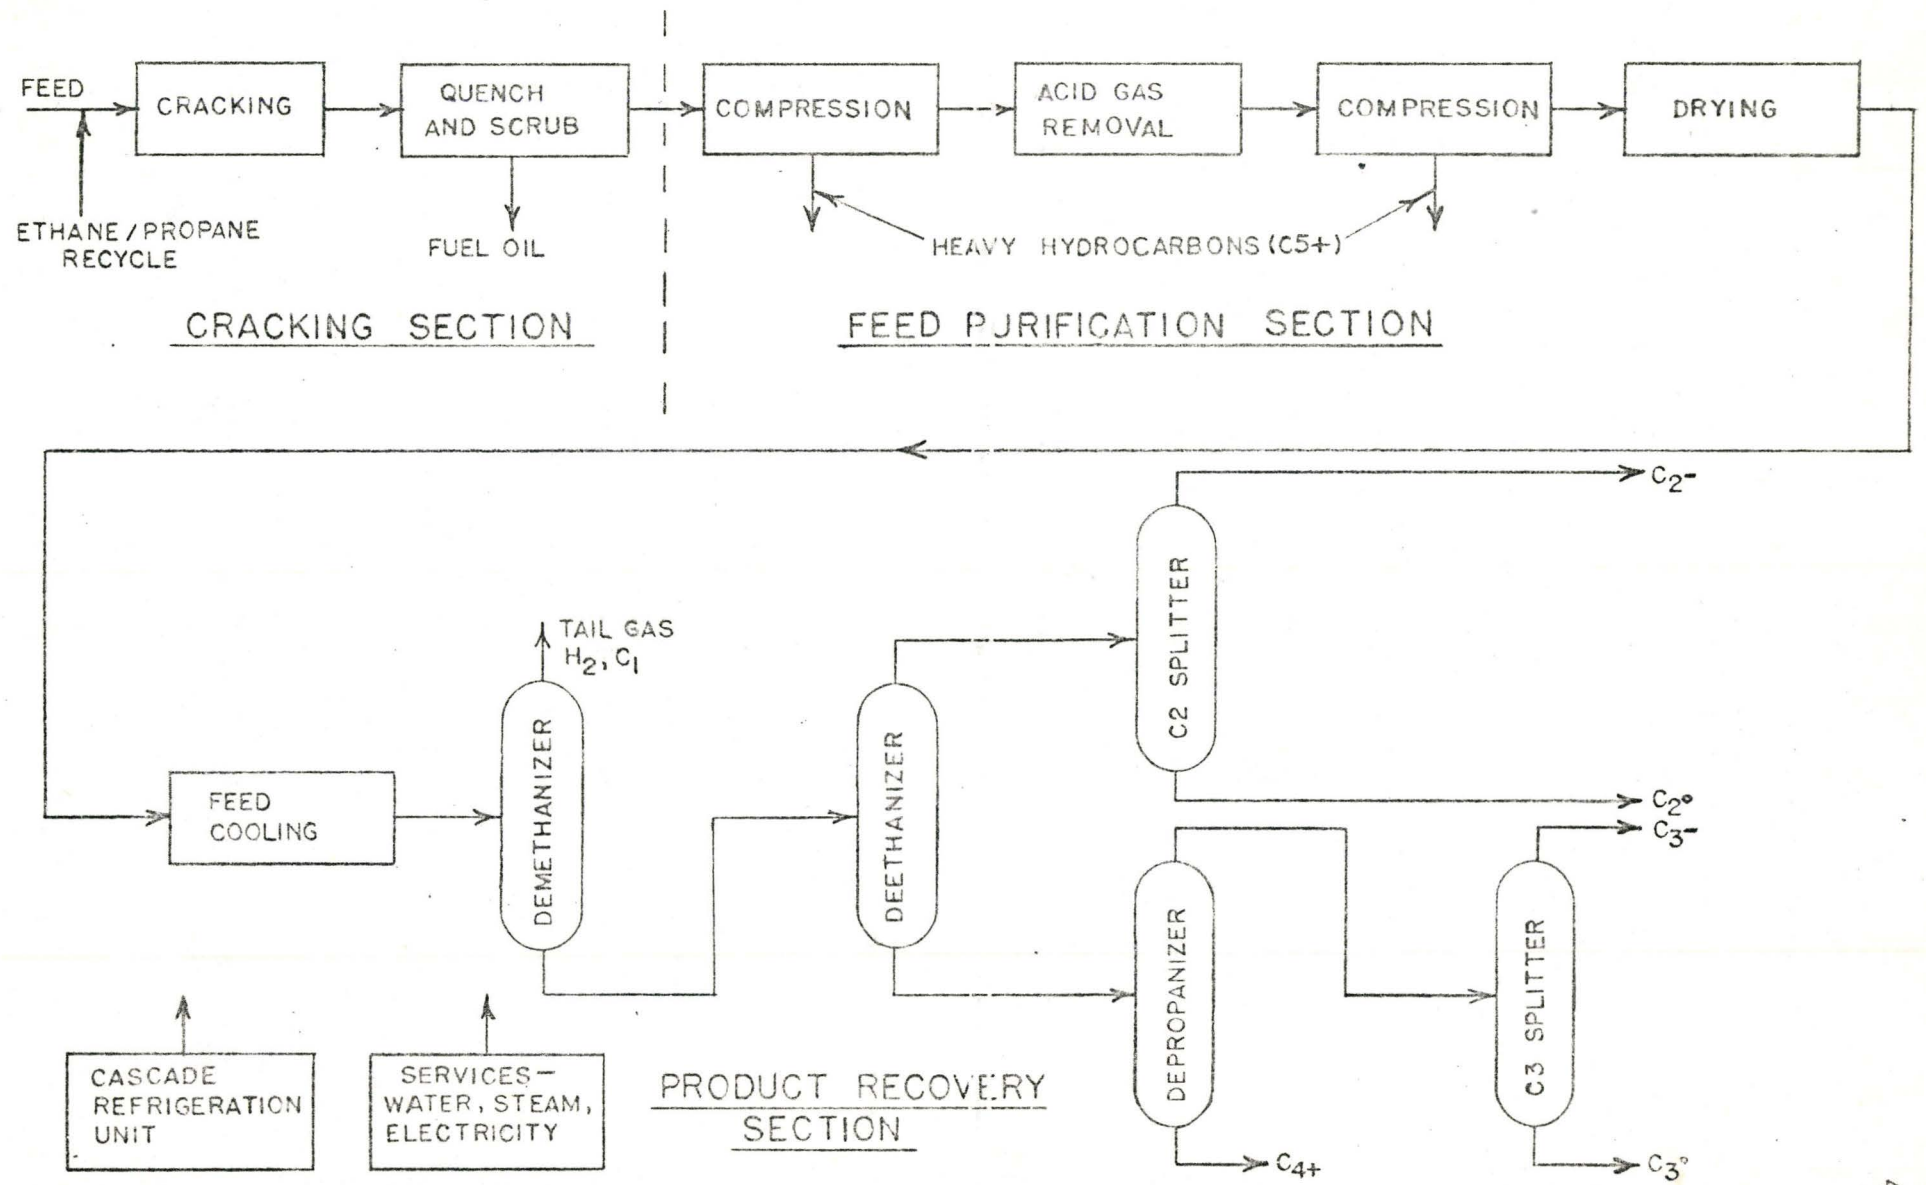 FEED
CRACKING
QUENCH
AND SCRUB
COMPRESSION
ACID GAS
REMOVAL
COMPRESSION
DRYING
ETHANE/PROPANE
RECYCLE
FUEL OIL
HEAVY HYDROCARBONS (C5+)
CRACKING SECTION
FEED PURIFICATION SECTION
C2-
TAIL GAS
H2, C1
C2 SPLITTER
FEED
COOLING
DEMETHANIZER
DEETHANIZER
C2°
C3-
DEPROPANIZER
C3 SPLITTER
CASCADE
REFRIGERATION
UNIT
SERVICES-
WATER, STEAM,
ELECTRICITY
PRODUCT RECOVERY
SECTION
C4+
C3°